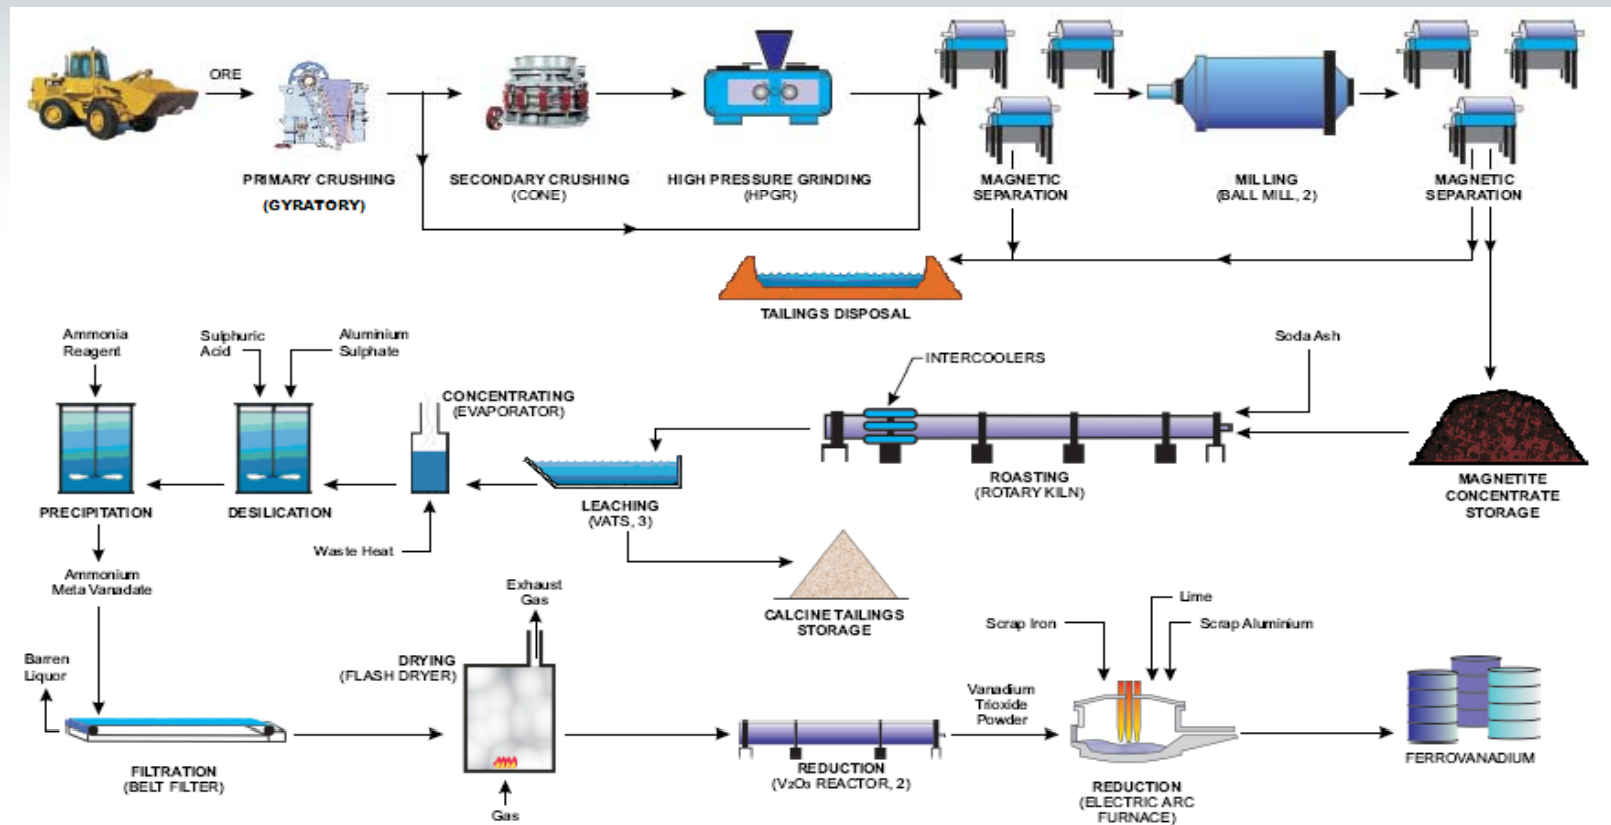 ORE
PRIMARY CRUSHING
(GYRATORY)
SECONDARY CRUSHING
(CONE)
HIGH PRESSURE GRINDING
(HPGR)
MAGNETIC
SEPARATION
MILLING
(BALL MILL, 2)
MAGNETIC
SEPARATION
TAILINGS DISPOSAL
Ammonia
Reagent
Sulphuric
Acid
Aluminium
Sulphate
CONCENTRATING
(EVAPORATOR)
INTERCOOLERS
Soda Ash
PRECIPITATION
DESILICATION
Waste Heat
LEACHING
(VATS, 3)
ROASTING
(ROTARY KILN)
MAGNETITE
CONCENTRATE
STORAGE
Ammonium
Meta Vanadate
CALCINE TAILINGS
STORAGE
Barren
Liquor
FILTRATION
(BELT FILTER)
Exhaust
Gas
DRYING
(FLASH DRYER)
Gas
REDUCTION
(V2O3 REACTOR, 2)
Vanadium
Trioxide
Powder
Scrap Iron
Lime
Scrap Aluminium
REDUCTION
(ELECTRIC ARC
FURNACE)
FERROVANADIUM